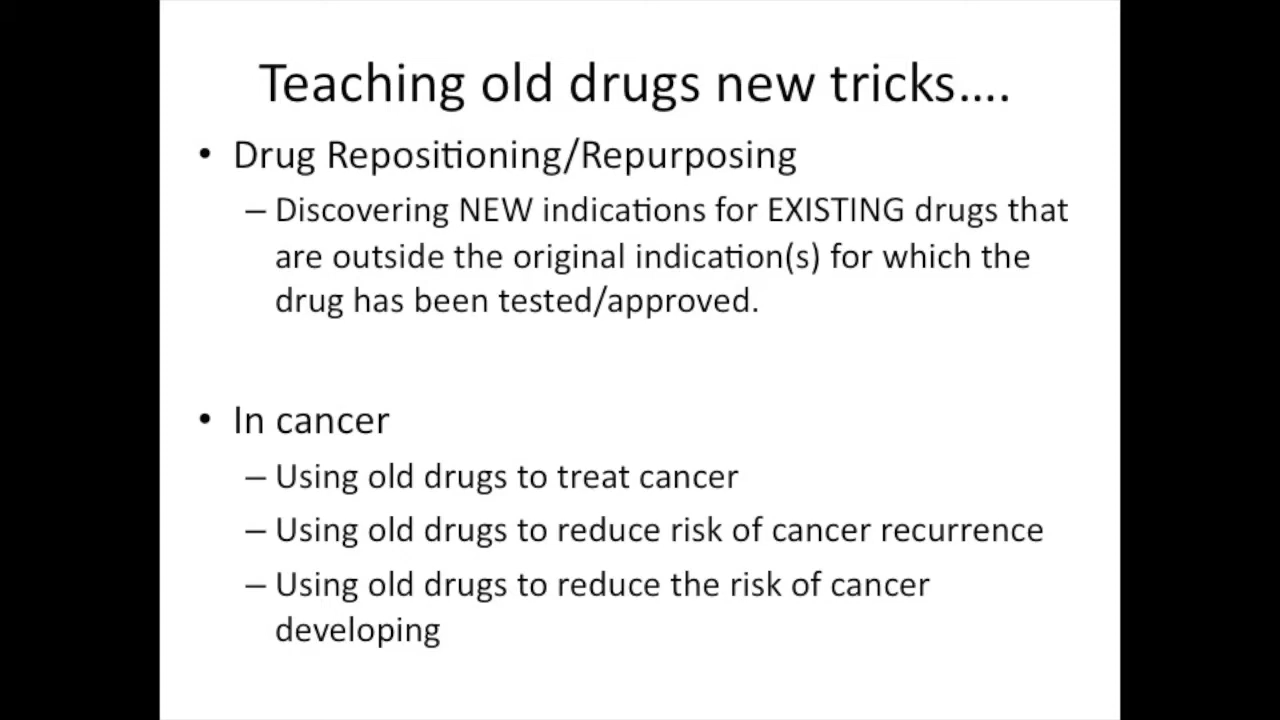 Teaching old drugs new tricks....
• Drug Repositioning/Repurposing
– Discovering NEW indications for EXISTING drugs that
are outside the original indication(s) for which the
drug has been tested/approved.
• In cancer
– Using old drugs to treat cancer
– Using old drugs to reduce risk of cancer recurrence
– Using old drugs to reduce the risk of cancer
developing